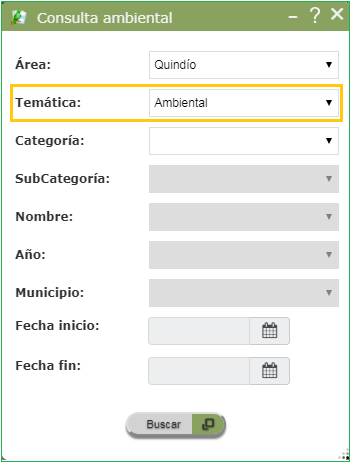 Consulta ambiental – ? ×
Área: Quindío
Temática: Ambiental
Categoría:
SubCategoría:
Nombre:
Año:
Municipio:
Fecha inicio:
Fecha fin:
Buscar